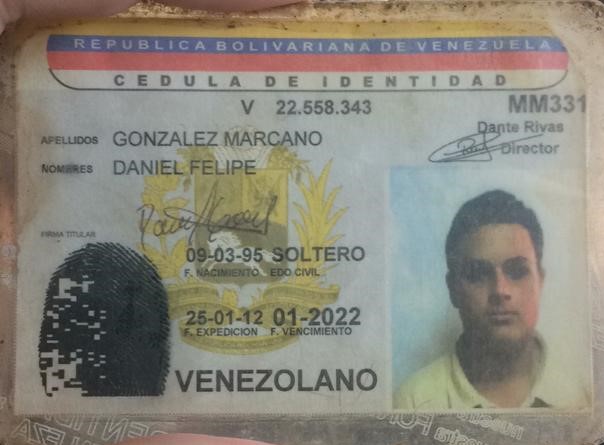 REPUBLICA BOLIVARIANA DE VENEZUELA
CEDULA DE IDENTIDAD
V 22.558.343 MM331
Dante Rivas
Director
APELLIDOS GONZALEZ MARCANO
NOMBRES DANIEL FELIPE
FIRMA TITULAR
09-03-95 SOLTERO
F. NACIMIENTO EDO CIVIL
25-01-12 01-2022
F. EXPEDICION F. VENCIMIENTO
VENEZOLANO